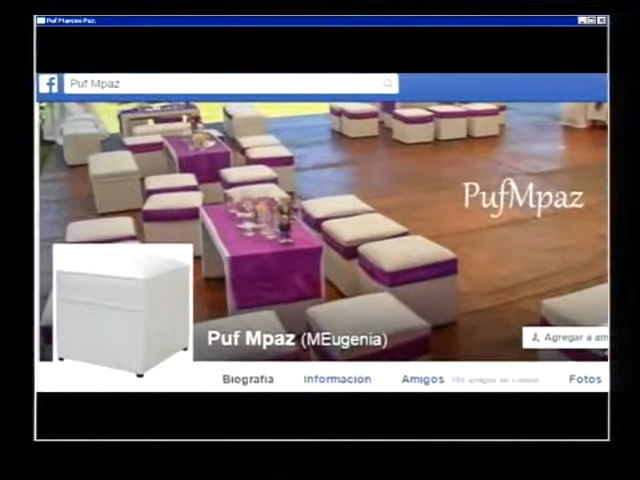 Puf Marcos Paz.
f Puf Mpaz
PufMpaz
Puf Mpaz (MEugenia)
Agregar a am
Biografía Información Amigos Fotos